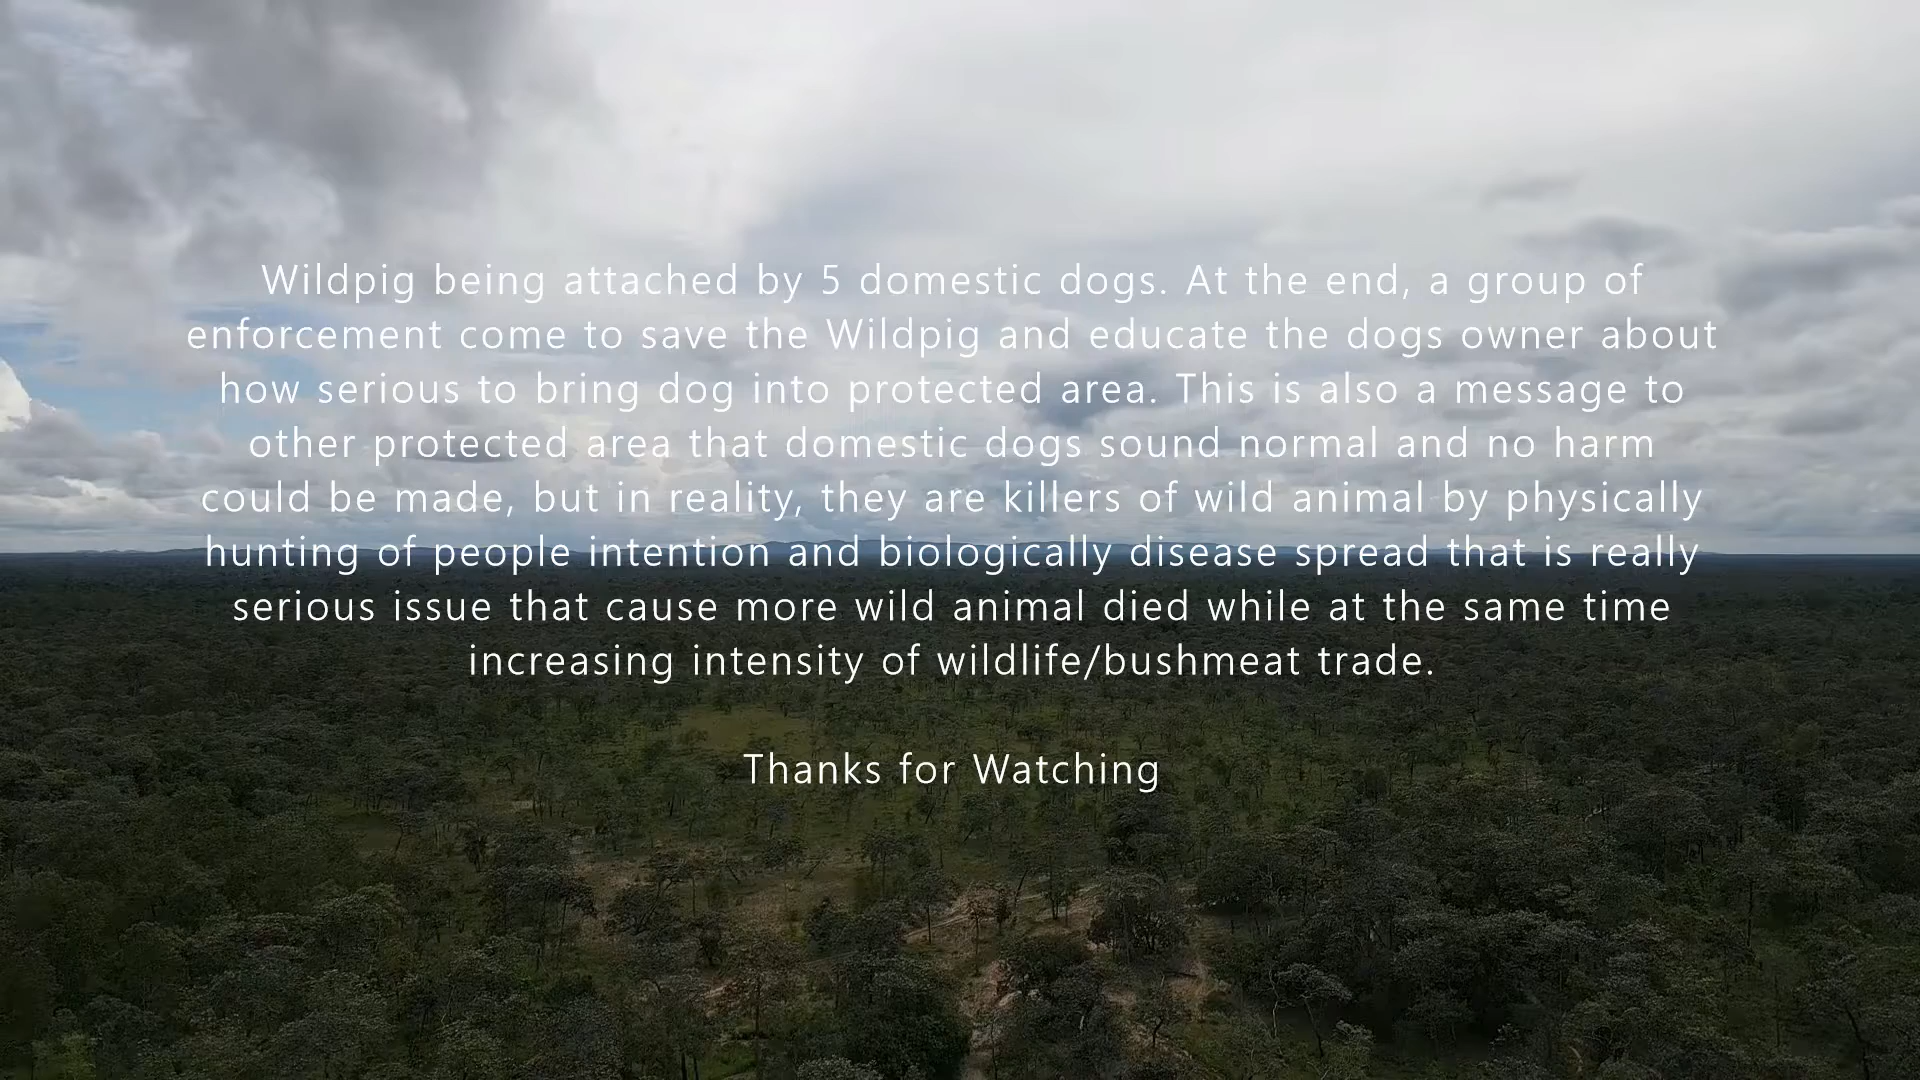 Wildpig being attached by 5 domestic dogs. At the end, a group of
enforcement come to save the Wildpig and educate the dogs owner about
how serious to bring dog into protected area. This is also a message to
other protected area that domestic dogs sound normal and no harm
could be made, but in reality, they are killers of wild animal by physically
hunting of people intention and biologically disease spread that is really
serious issue that cause more wild animal died while at the same time
increasing intensity of wildlife/bushmeat trade.
Thanks for Watching